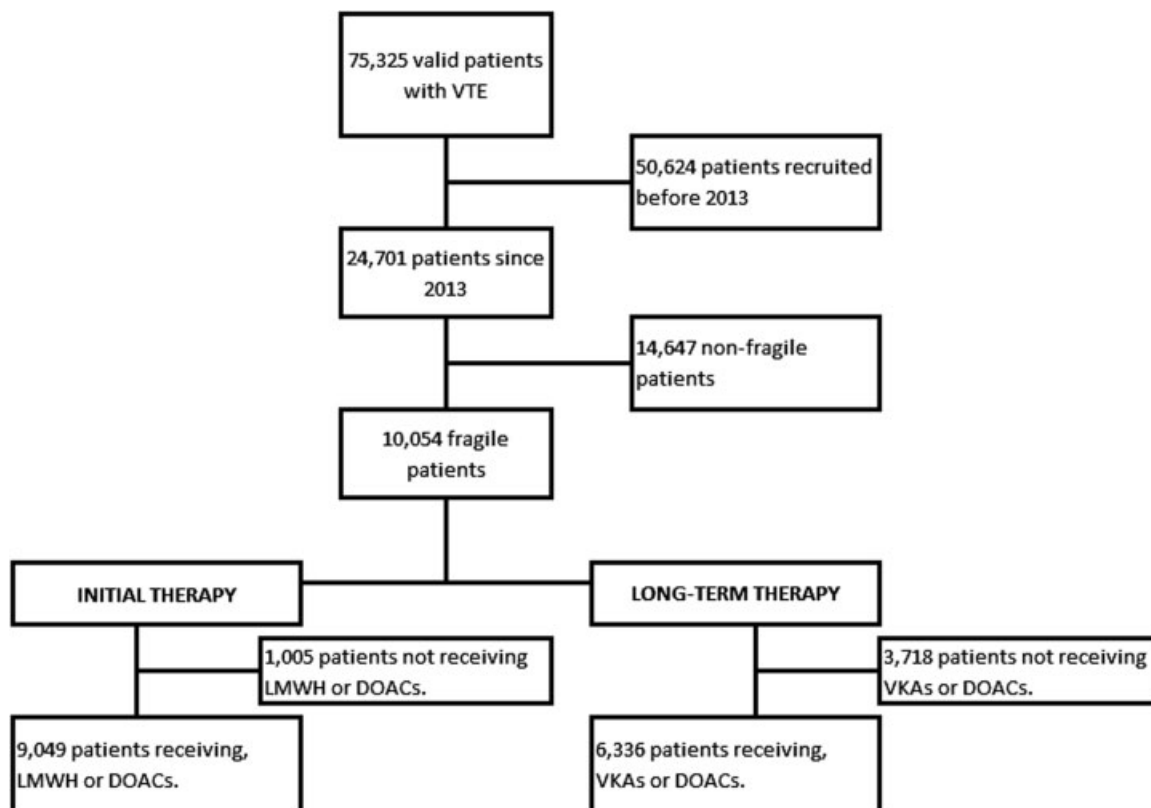 75,325 valid patients
with VTE
50,624 patients recruited
before 2013
24,701 patients since
2013
14,647 non-fragile
patients
10,054 fragile
patients
INITIAL THERAPY
LONG-TERM THERAPY
1,005 patients not receiving
LMWH or DOACs.
3,718 patients not receiving
VKAs or DOACs.
9,049 patients receiving,
LMWH or DOACs.
6,336 patients receiving,
VKAs or DOACs.